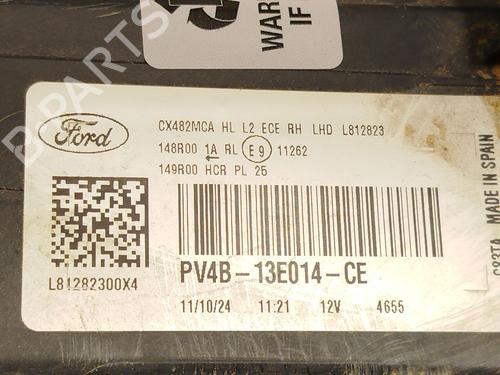 WAR
IF
Ford
CX482MCA HL L2 ECE RH LHD L812823
148R00 1A RL E9 11262
149R00 HCR PL 25
L81282300X4
PV4B-13E014-CE
11/10/24 11:21 12V 4655
MADE IN SPAIN
B-PARTS